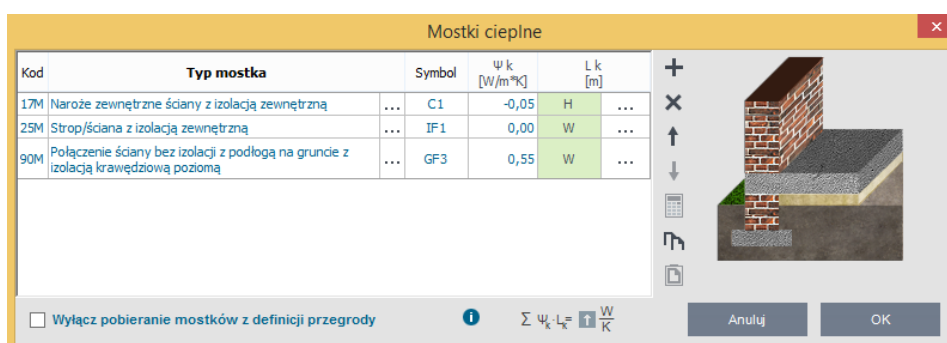 Mostki cieplne
Kod Typ mostka Symbol Ψ k [W/m*K] L k [m]
17M Naroże zewnętrzne ściany z izolacją zewnętrzną ... C1 -0,05 H ...
25M Strop/ściana z izolacją zewnętrzną ... IF1 0,00 W ...
90M Połączenie ściany bez izolacji z podłogą na gruncie z
izolacją krawędziową poziomą ... GF3 0,55 W ...
Wyłącz pobieranie mostków z definicji przegrody
Σ Ψk·Lk= W/K
Anuluj OK